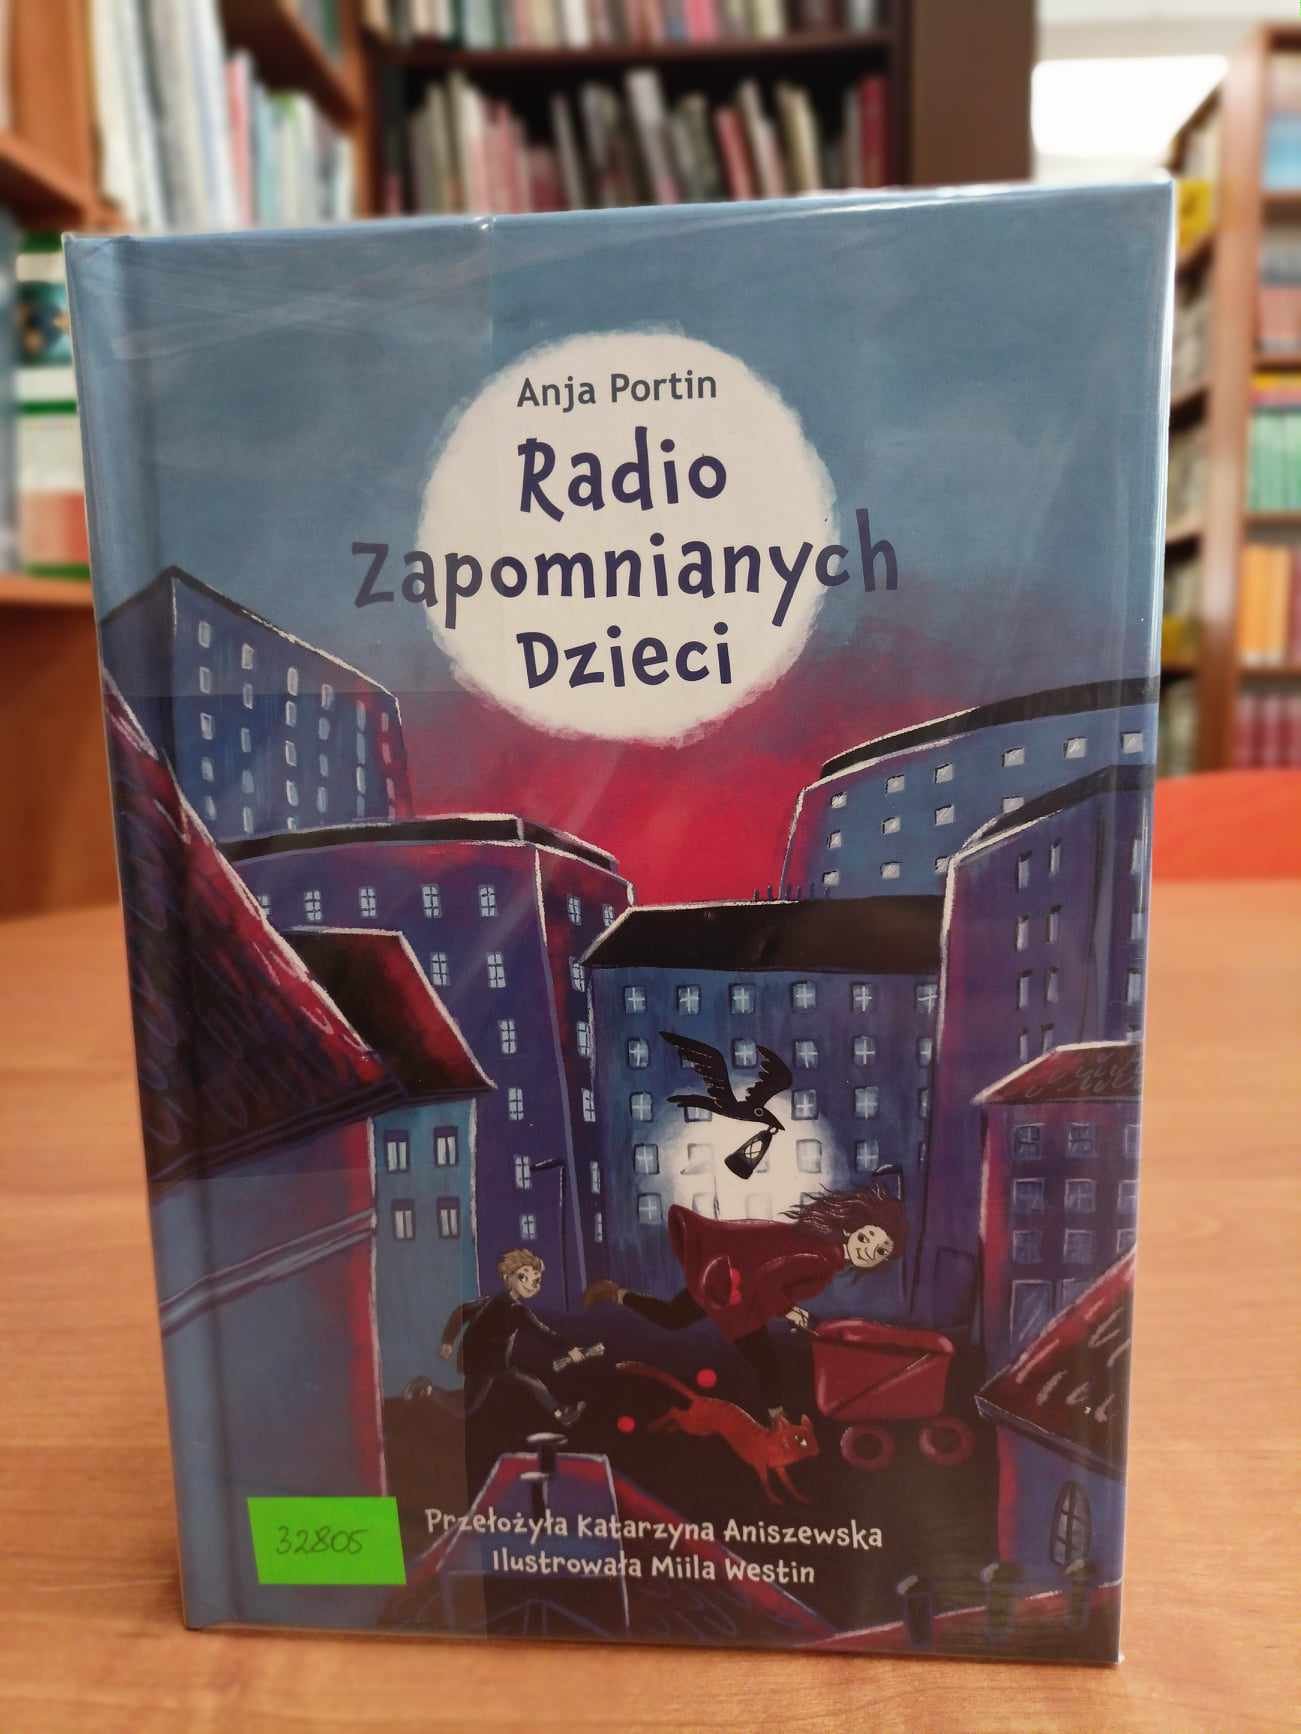 Anja Portin
Radio
Zapomnianych
Dzieci
32805
Przełożyła Katarzyna Aniszewska
Ilustrowała Miila Westin